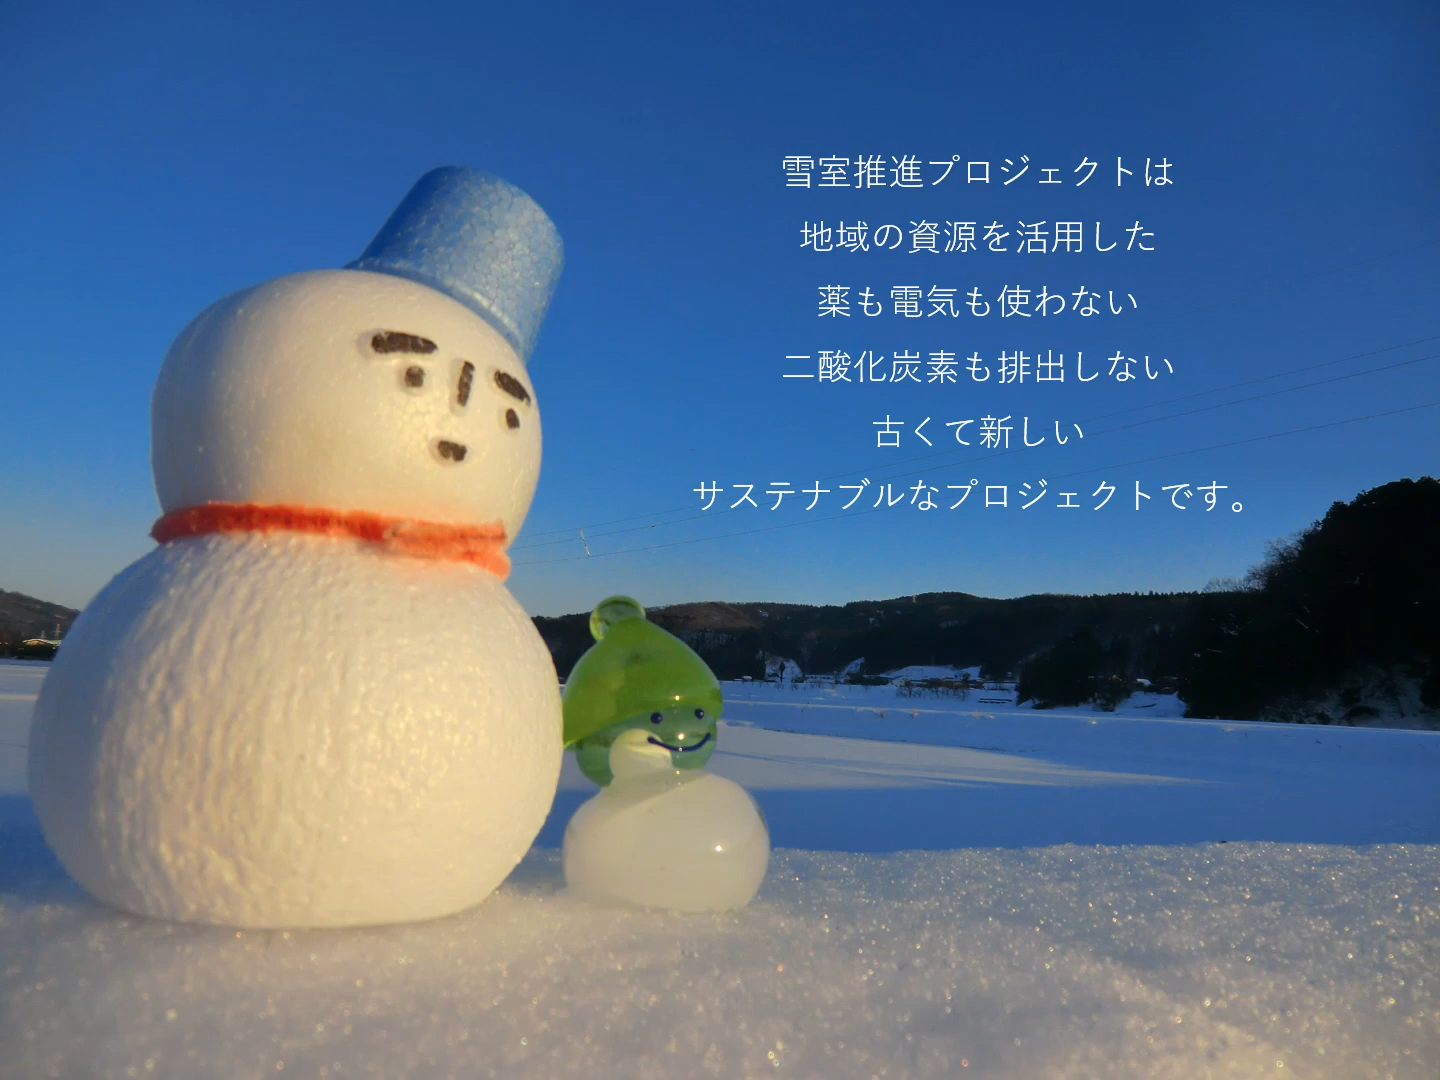 雪室推進プロジェクトは
地域の資源を活用した
薬も電気も使わない
二酸化炭素も排出しない
古くて新しい
サステナブルなプロジェクトです。